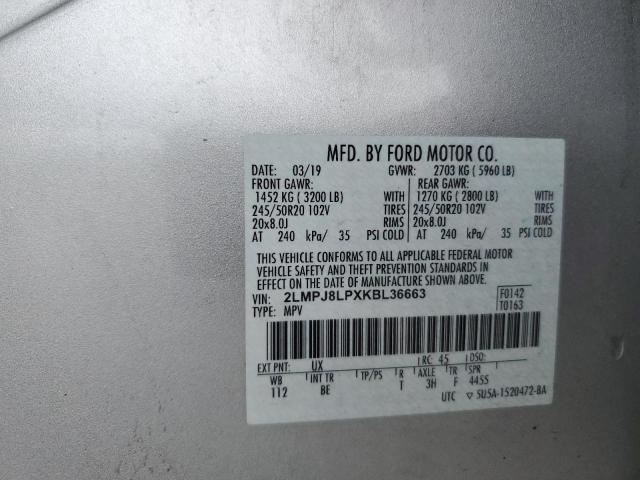 MFD. BY FORD MOTOR CO.
DATE: 03/19 GVWR: 2703 KG ( 5960 LB)
FRONT GAWR: REAR GAWR:
1452 KG ( 3200 LB) WITH 1270 KG ( 2800 LB) WITH
245/50R20 102V TIRES 245/50R20 102V TIRES
20x8.0J RIMS 20x8.0J RIMS
AT 240 kPa/ 35 PSI COLD AT 240 kPa/ 35 PSI COLD
THIS VEHICLE CONFORMS TO ALL APPLICABLE FEDERAL MOTOR
VEHICLE SAFETY AND THEFT PREVENTION STANDARDS IN
EFFECT ON THE DATE OF MANUFACTURE SHOWN ABOVE.
VIN: 2LMPJ8LPXKBL36663 F0142
TYPE: MPV T0163
EXT PNT: UX RC: 45 DSO:
WB INT TR TP/PS R AXLE TR SPR
112 BE T 3H F 44SS
UTC ▽ 5U5A-1520472-BA